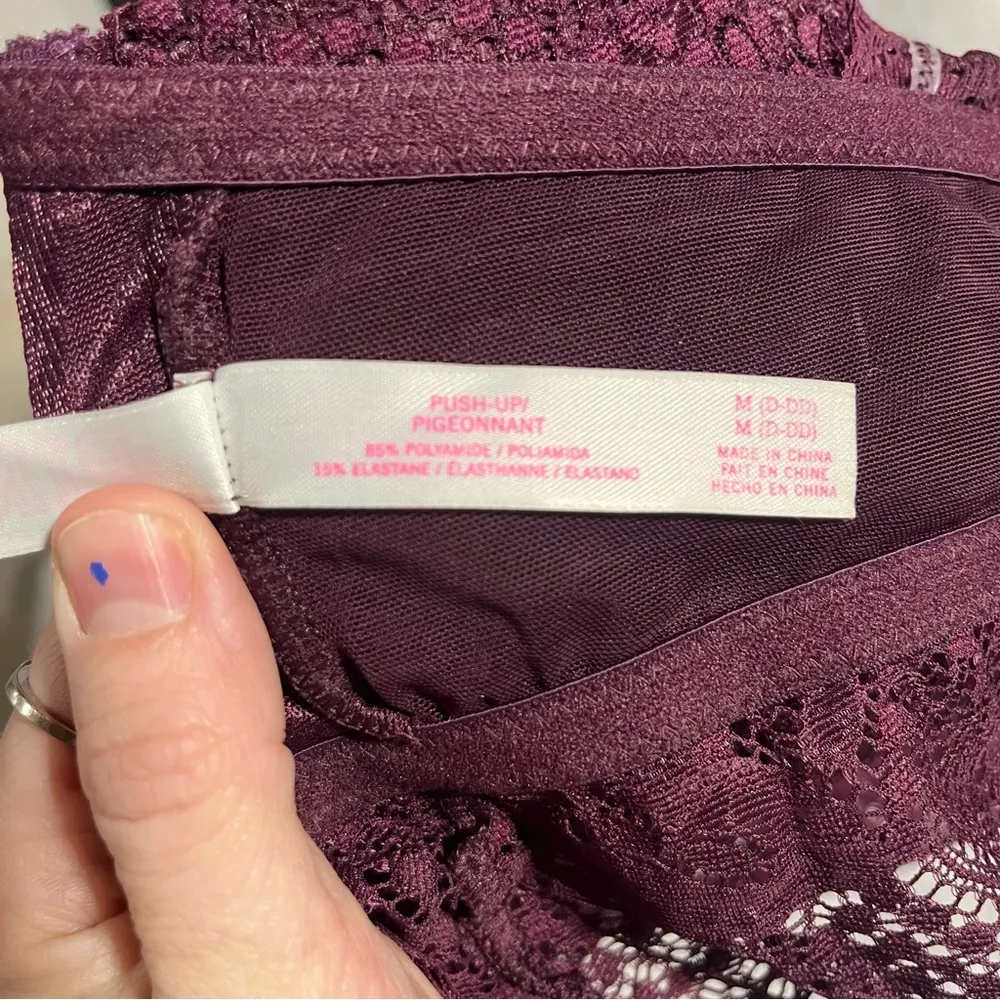 PUSH-UP/
PIGEONNANT
85% POLYAMIDE / POLIAMIDA
15% ELASTANE / ÉLASTHANNE / ELASTANO
M (D-DD)
M (D-DD)
MADE IN CHINA
FAIT EN CHINE
HECHO EN CHINA